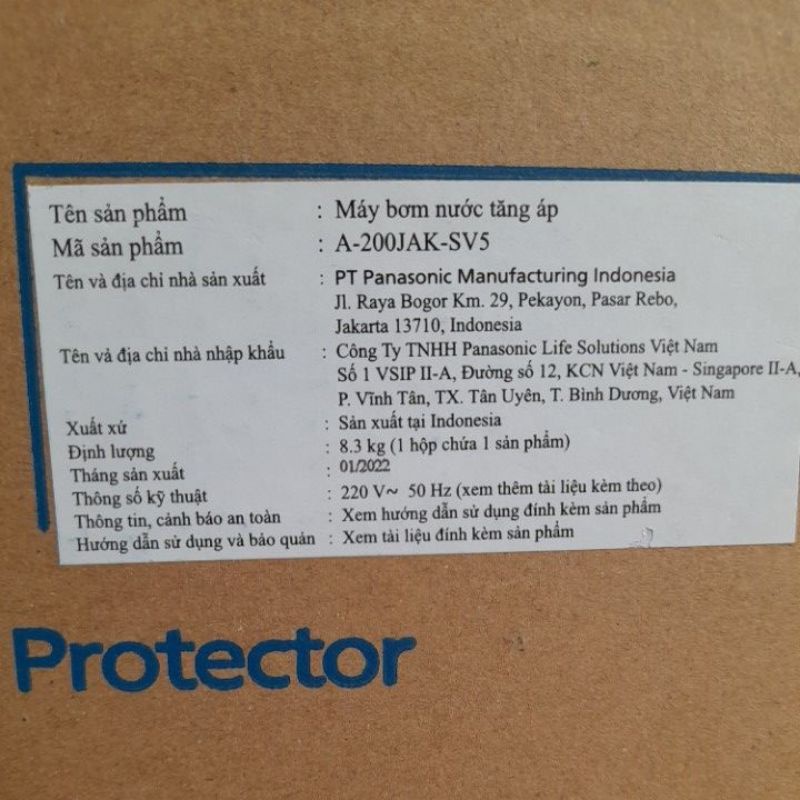 Tên sản phẩm : Máy bơm nước tăng áp
Mã sản phẩm : A-200JAK-SV5
Tên và địa chỉ nhà sản xuất : PT Panasonic Manufacturing Indonesia
Jl. Raya Bogor Km. 29, Pekayon, Pasar Rebo,
Jakarta 13710, Indonesia
Tên và địa chỉ nhà nhập khẩu : Công Ty TNHH Panasonic Life Solutions Việt Nam
Số 1 VSIP II-A, Đường số 12, KCN Việt Nam - Singapore II-A,
P. Vĩnh Tân, TX. Tân Uyên, T. Bình Dương, Việt Nam
Xuất xứ : Sản xuất tại Indonesia
Định lượng : 8.3 kg (1 hộp chứa 1 sản phẩm)
Tháng sản xuất : 01/2022
Thông số kỹ thuật : 220 V~ 50 Hz (xem thêm tài liệu kèm theo)
Thông tin, cảnh báo an toàn : Xem hướng dẫn sử dụng đính kèm sản phẩm
Hướng dẫn sử dụng và bảo quản : Xem tài liệu đính kèm sản phẩm
Protector